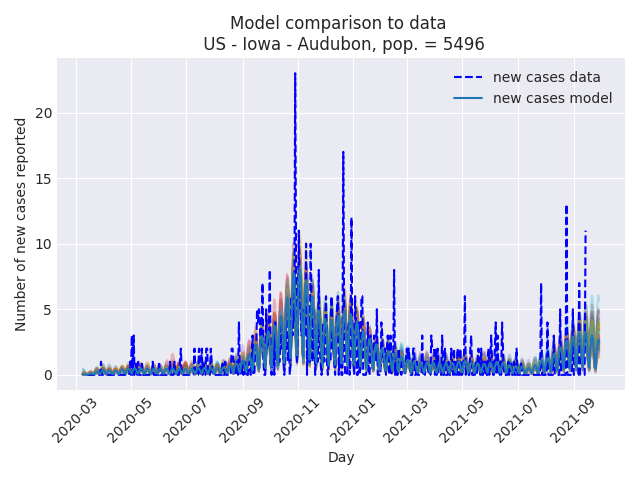 Model comparison to data
US - Iowa - Audubon, pop. = 5496
new cases data
new cases model
Number of new cases reported
20
15
10
5
0
2020-03
2020-05
2020-07
2020-09
2020-11
2021-01
2021-03
2021-05
2021-07
2021-09
Day